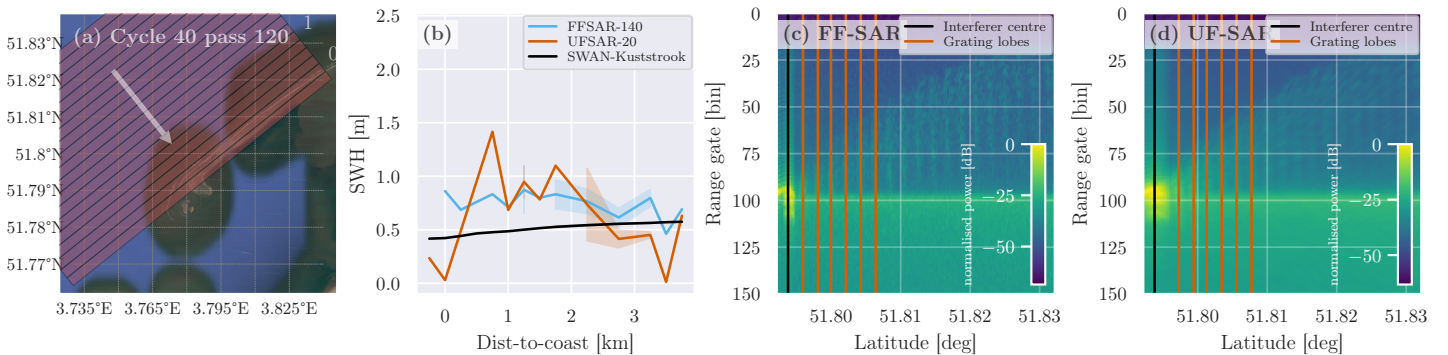 (a) Cycle 40 pass 120
1
0
51.83°N
51.82°N
51.81°N
51.8°N
51.79°N
51.78°N
51.77°N
3.735°E
3.765°E
3.795°E
3.825°E
(b)
FFSAR-140
UFSAR-20
SWAN-Kuststrook
SWH [m]
2.5
2.0
1.5
1.0
0.5
0.0
0
1
2
3
Dist-to-coast [km]
(c) FF-SAR
Interferer centre
Grating lobes
Range gate [bin]
0
25
50
75
100
125
150
normalised power [dB]
0
−25
−50
51.80
51.81
51.82
51.83
Latitude [deg]
(d) UF-SAR
Interferer centre
Grating lobes
Range gate [bin]
0
25
50
75
100
125
150
normalised power [dB]
0
−25
−50
51.80
51.81
51.82
51.83
Latitude [deg]